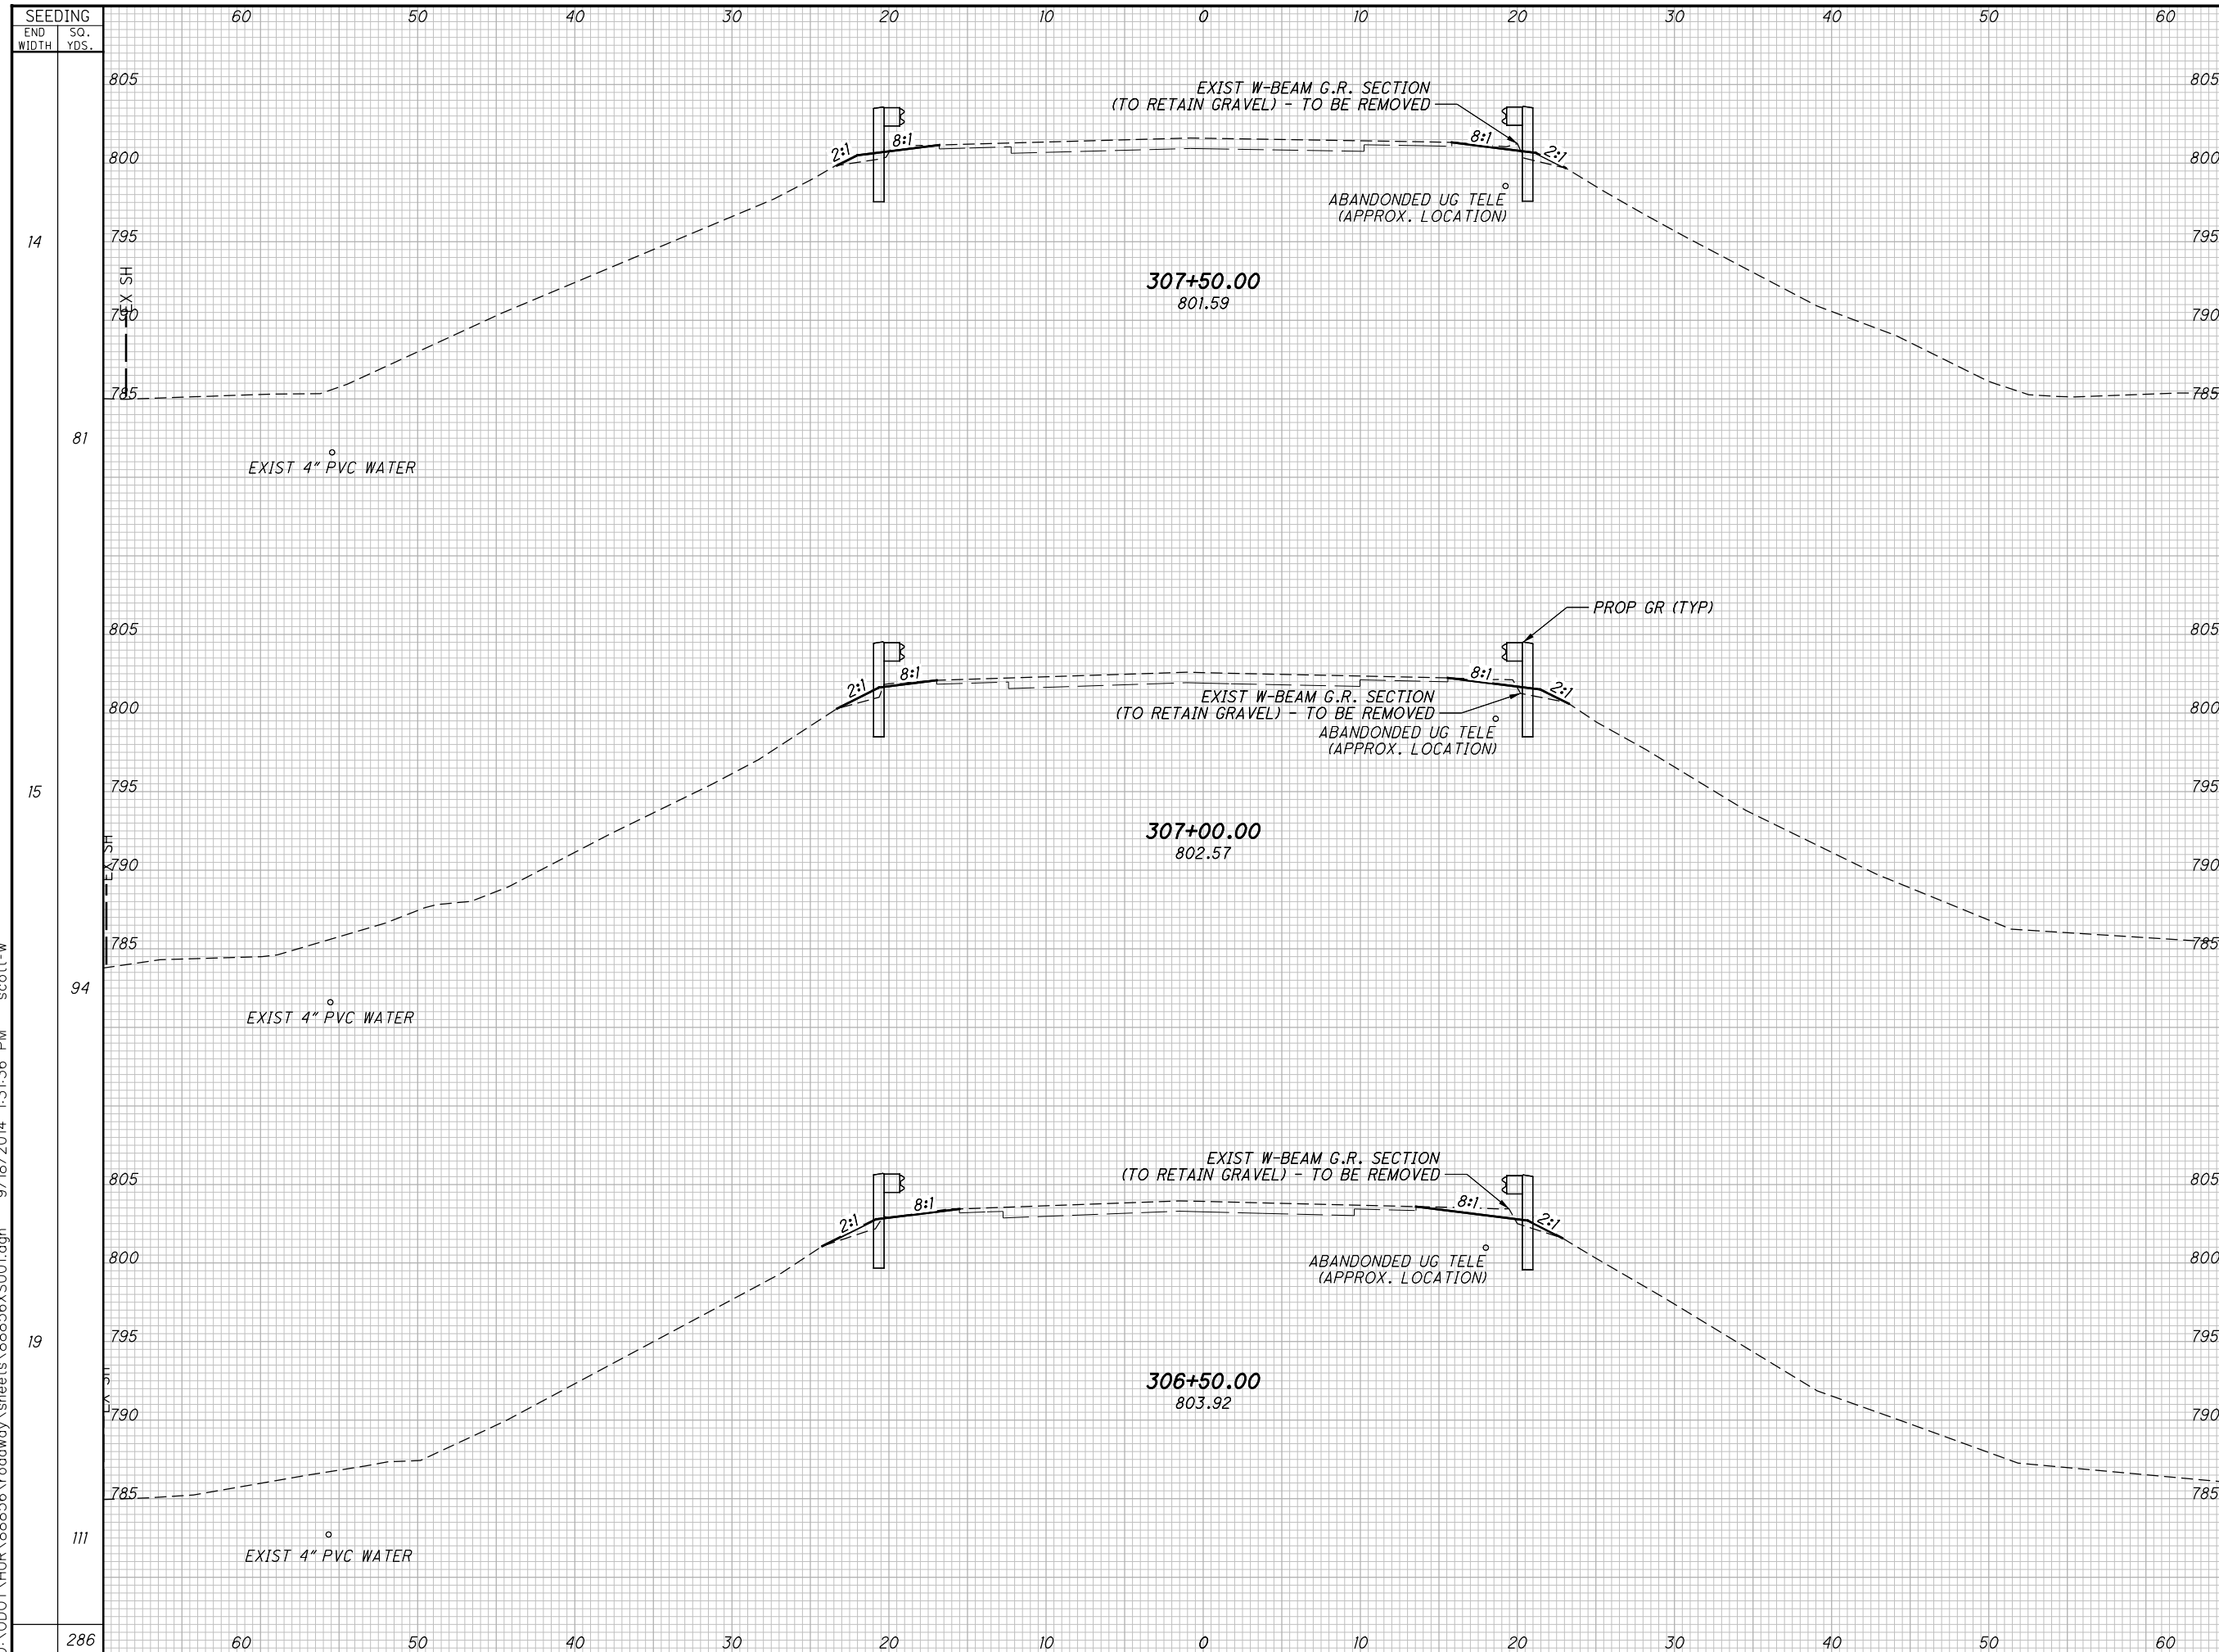 SEEDING
END WIDTH
SQ. YDS.
60 50 40 30 20 10 0 10 20 30 40 50 60
805 805
EXIST W-BEAM G.R. SECTION
(TO RETAIN GRAVEL) - TO BE REMOVED
2:1 8:1 8:1 2:1
800 800
ABANDONDED UG TELE
(APPROX. LOCATION)
14
795 795
EX SH
307+50.00
801.59
790 790
785 785
81
EXIST 4" PVC WATER
PROP GR (TYP)
805 805
2:1 8:1 8:1 2:1
EXIST W-BEAM G.R. SECTION
(TO RETAIN GRAVEL) - TO BE REMOVED
800 800
ABANDONDED UG TELE
(APPROX. LOCATION)
15
795 795
307+00.00
802.57
EX SH
790 790
785 785
94
EXIST 4" PVC WATER
EXIST W-BEAM G.R. SECTION
(TO RETAIN GRAVEL) - TO BE REMOVED
805 805
2:1 8:1 8:1 2:1
800 800
ABANDONDED UG TELE
(APPROX. LOCATION)
19
795 795
306+50.00
803.92
790 790
785 785
111
EXIST 4" PVC WATER
286
60 50 40 30 20 10 0 10 20 30 40 50 60